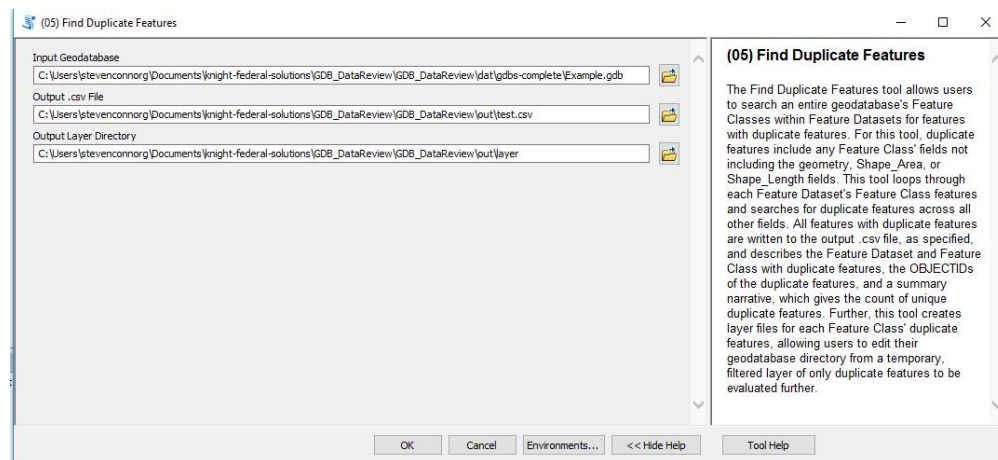 (05) Find Duplicate Features
Input Geodatabase
C:\Users\stevenconnorg\Documents\knight-federal-solutions\GDB_DataReview\GDB_DataReview\dat\gdbs-complete\Example.gdb
Output .csv File
C:\Users\stevenconnorg\Documents\knight-federal-solutions\GDB_DataReview\GDB_DataReview\out\test.csv
Output Layer Directory
C:\Users\stevenconnorg\Documents\knight-federal-solutions\GDB_DataReview\GDB_DataReview\out\layer
(05) Find Duplicate Features
The Find Duplicate Features tool allows users
to search an entire geodatabase's Feature
Classes within Feature Datasets for features
with duplicate features. For this tool, duplicate
features include any Feature Class' fields not
including the geometry, Shape_Area, or
Shape_Length fields. This tool loops through
each Feature Dataset's Feature Class features
and searches for duplicate features across all
other fields. All features with duplicate features
are written to the output .csv file, as specified,
and describes the Feature Dataset and Feature
Class with duplicate features, the OBJECTIDs
of the duplicate features, and a summary
narrative, which gives the count of unique
duplicate features. Further, this tool creates
layer files for each Feature Class' duplicate
features, allowing users to edit their
geodatabase directory from a temporary,
filtered layer of only duplicate features to be
evaluated further.
OK
Cancel
Environments...
<< Hide Help
Tool Help